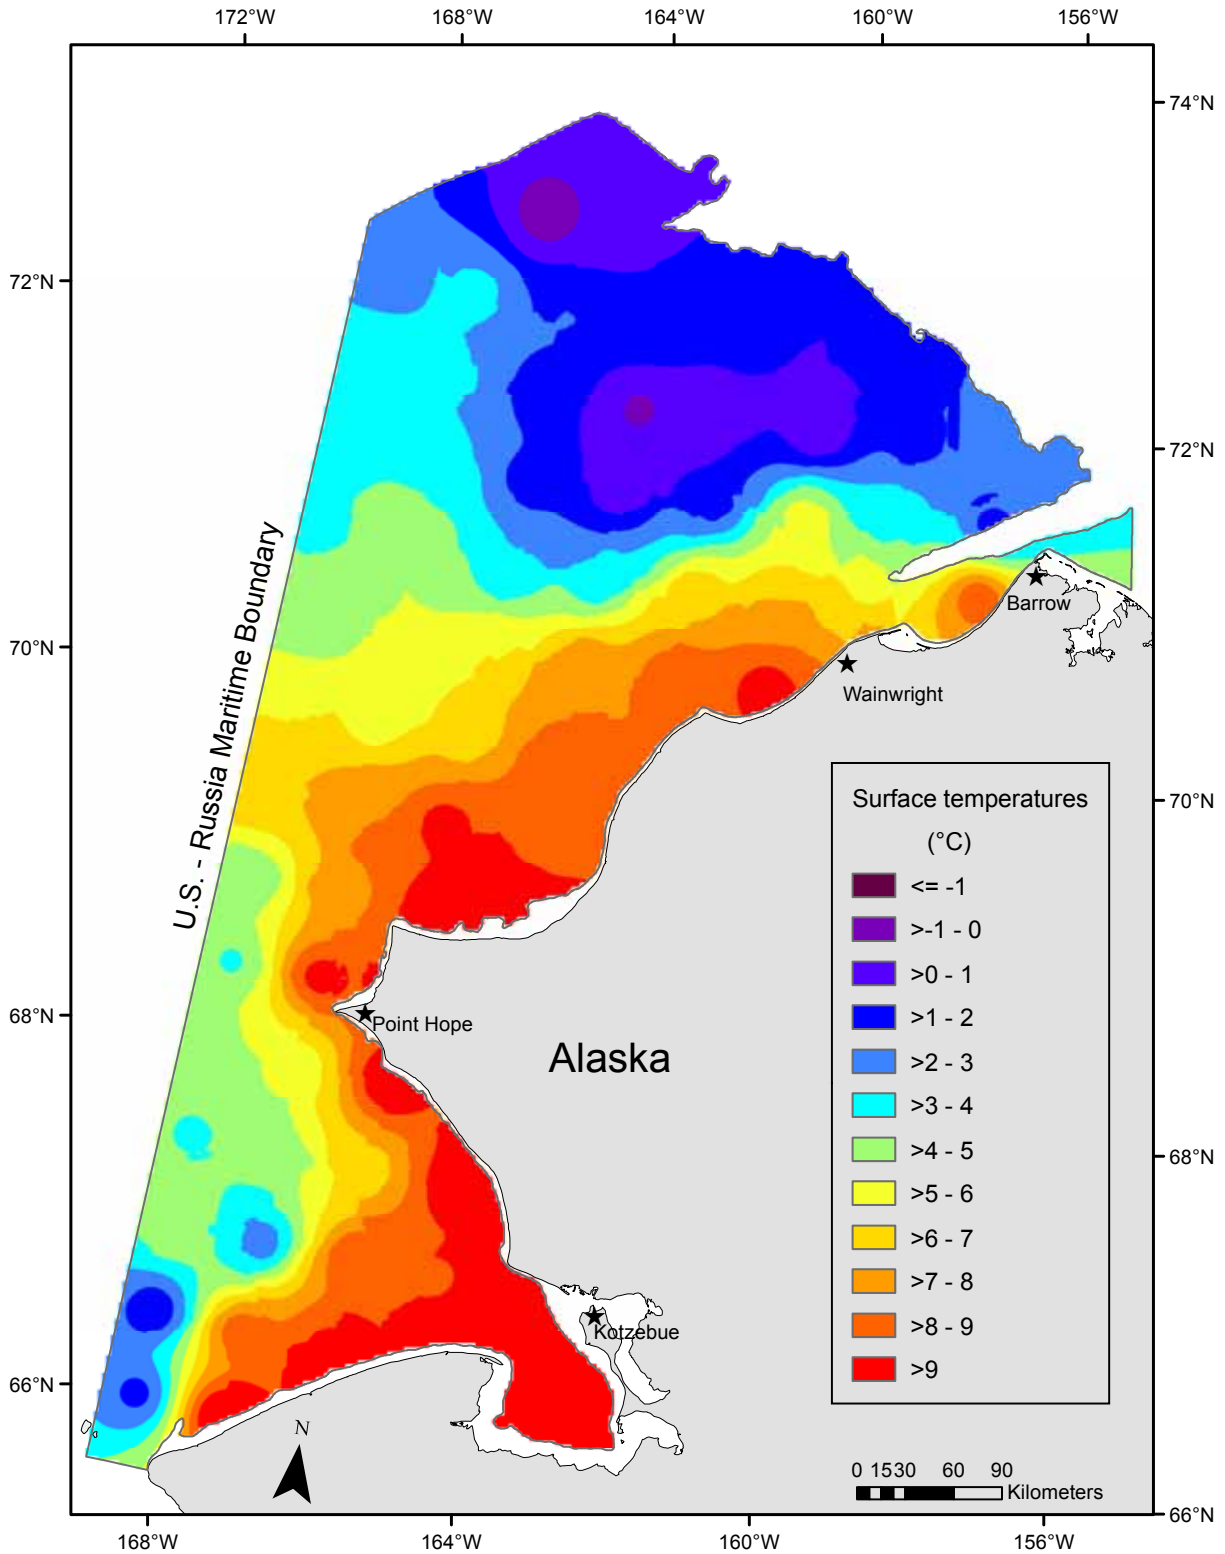 172°W 168°W 164°W 160°W 156°W
74°N
72°N
72°N
70°N
70°N
68°N
68°N
66°N
66°N
U.S. - Russia Maritime Boundary
Barrow
Wainwright
Point Hope
Alaska
Kotzebue
Surface temperatures
(°C)
<= -1
>-1 - 0
>0 - 1
>1 - 2
>2 - 3
>3 - 4
>4 - 5
>5 - 6
>6 - 7
>7 - 8
>8 - 9
>9
N
0 15 30 60 90
Kilometers
168°W 164°W 160°W 156°W